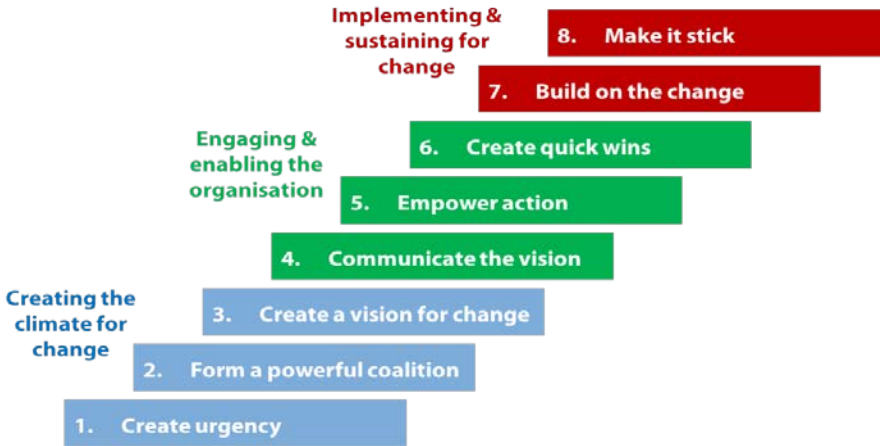 Implementing &
sustaining for
change
8. Make it stick
7. Build on the change
Engaging &
enabling the
organisation
6. Create quick wins
5. Empower action
4. Communicate the vision
Creating the
climate for
change
3. Create a vision for change
2. Form a powerful coalition
1. Create urgency